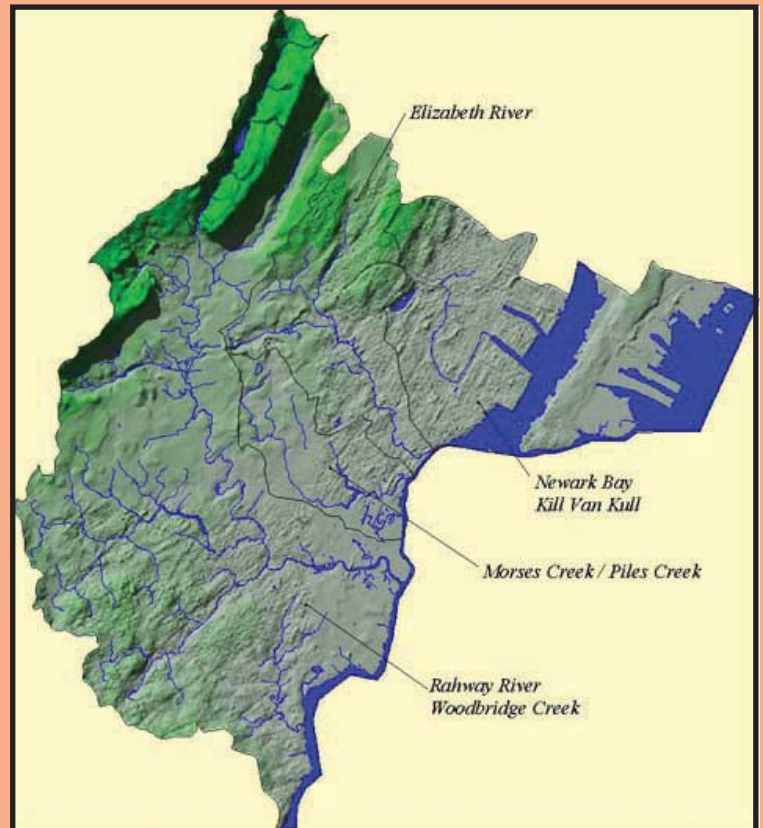 Elizabeth River
Newark Bay
Kill Van Kull
Morses Creek / Piles Creek
Rahway River
Woodbridge Creek